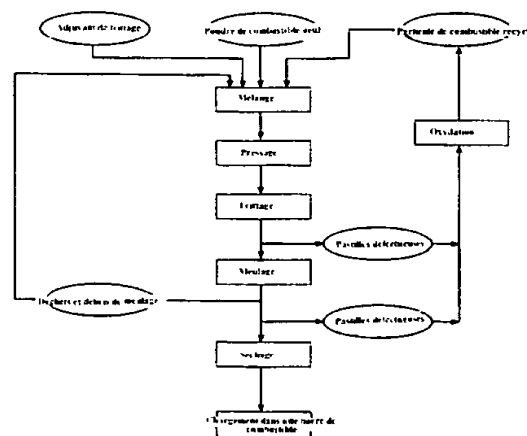 Adjuvant de frittage
Poudre de combustible neuf
Particule de combustible recyc
Mélange
Oxydation
Pressage
Frittage
Pastilles défectueuses
Meulage
Déchets et débris de meulage
Pastilles défectueuses
Séchage
Chargement dans une barre de
combustible